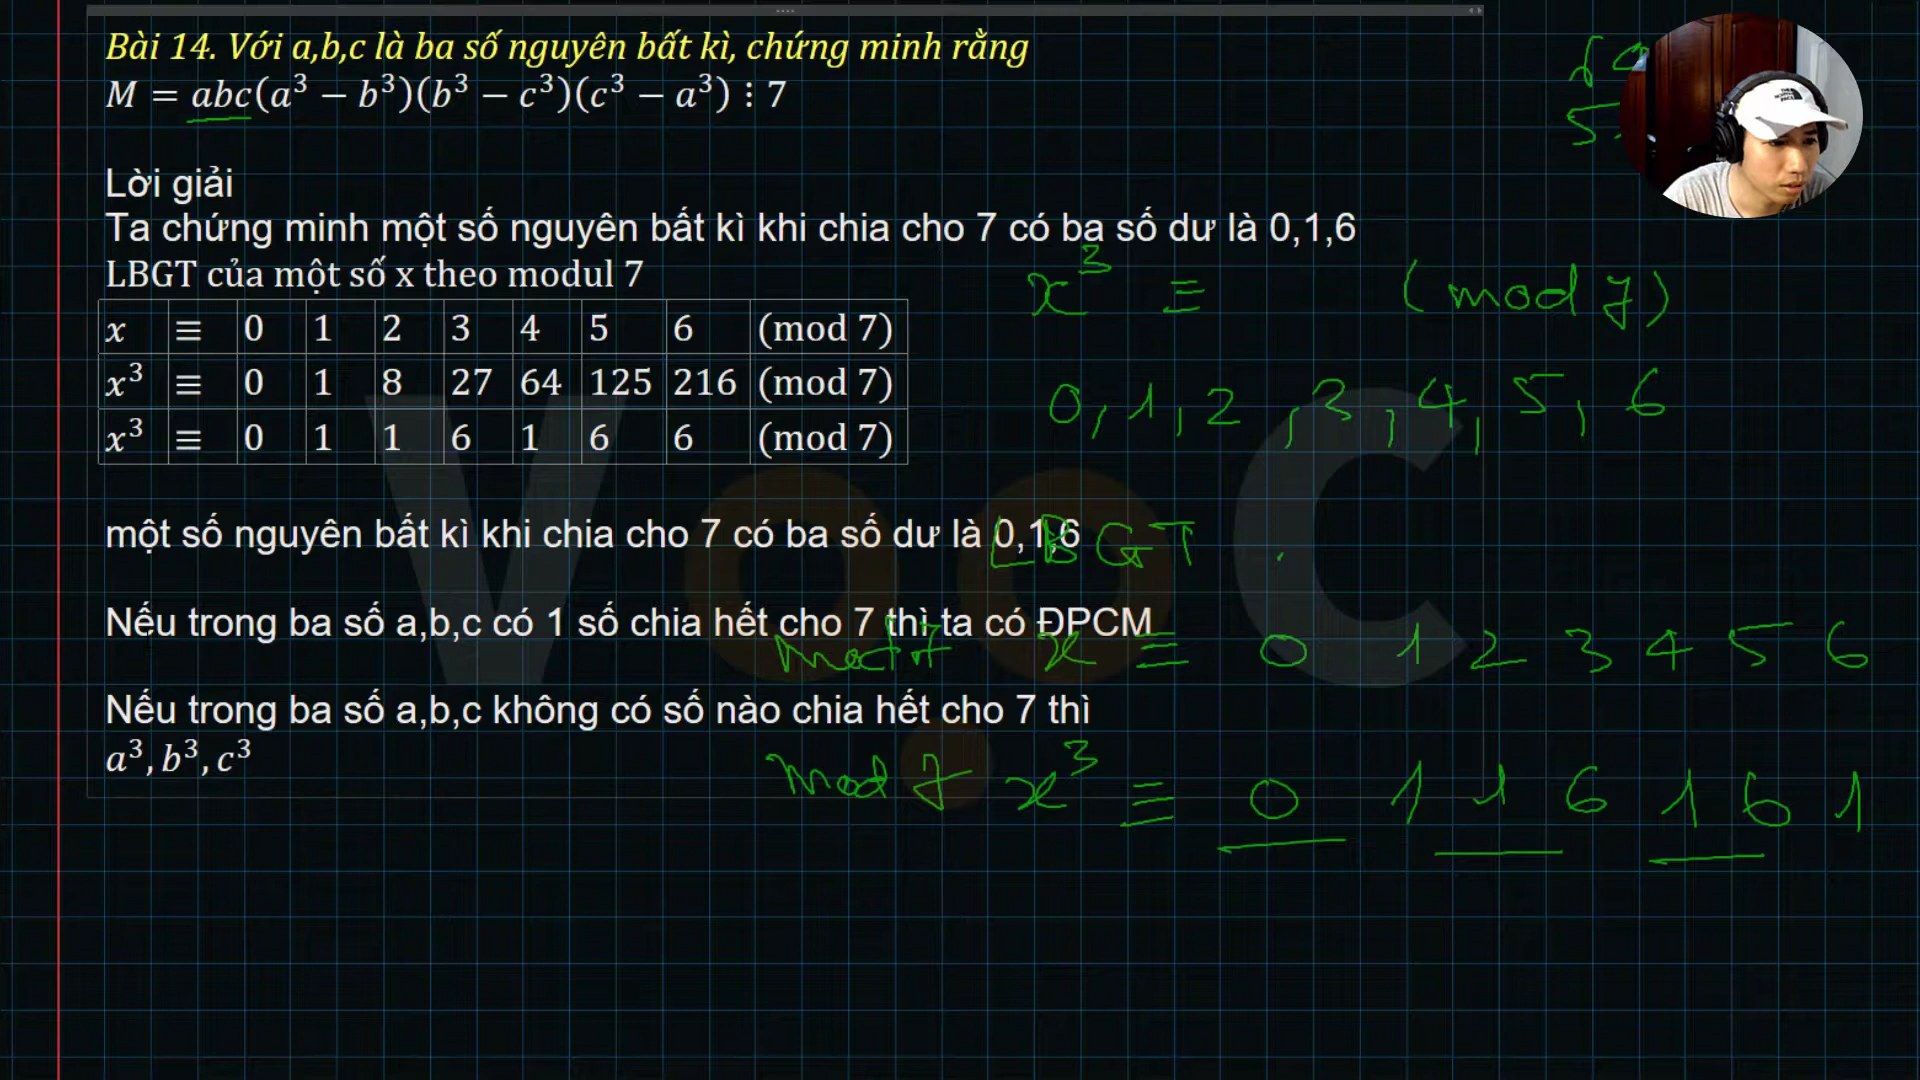 Bài 14. Với a,b,c là ba số nguyên bất kì, chứng minh rằng
M = abc(a³ − b³)(b³ − c³)(c³ − a³) ⋮ 7
Lời giải
Ta chứng minh một số nguyên bất kì khi chia cho 7 có ba số dư là 0,1,6
LBGT của một số x theo modul 7
x ≡ 0 1 2 3 4 5 6 (mod 7)
x³ ≡ 0 1 8 27 64 125 216 (mod 7)
x³ ≡ 0 1 1 6 1 6 6 (mod 7)
x³ ≡ (mod 7)
0, 1, 2, 3, 4, 5, 6
một số nguyên bất kì khi chia cho 7 có ba số dư là 0,1,6
LBGT
Nếu trong ba số a,b,c có 1 số chia hết cho 7 thì ta có ĐPCM
mod 7 x ≡ 0 1 2 3 4 5 6
Nếu trong ba số a,b,c không có số nào chia hết cho 7 thì
a³, b³, c³
mod 7 x³ ≡ 0 1 1 6 1 6 1
VOOC